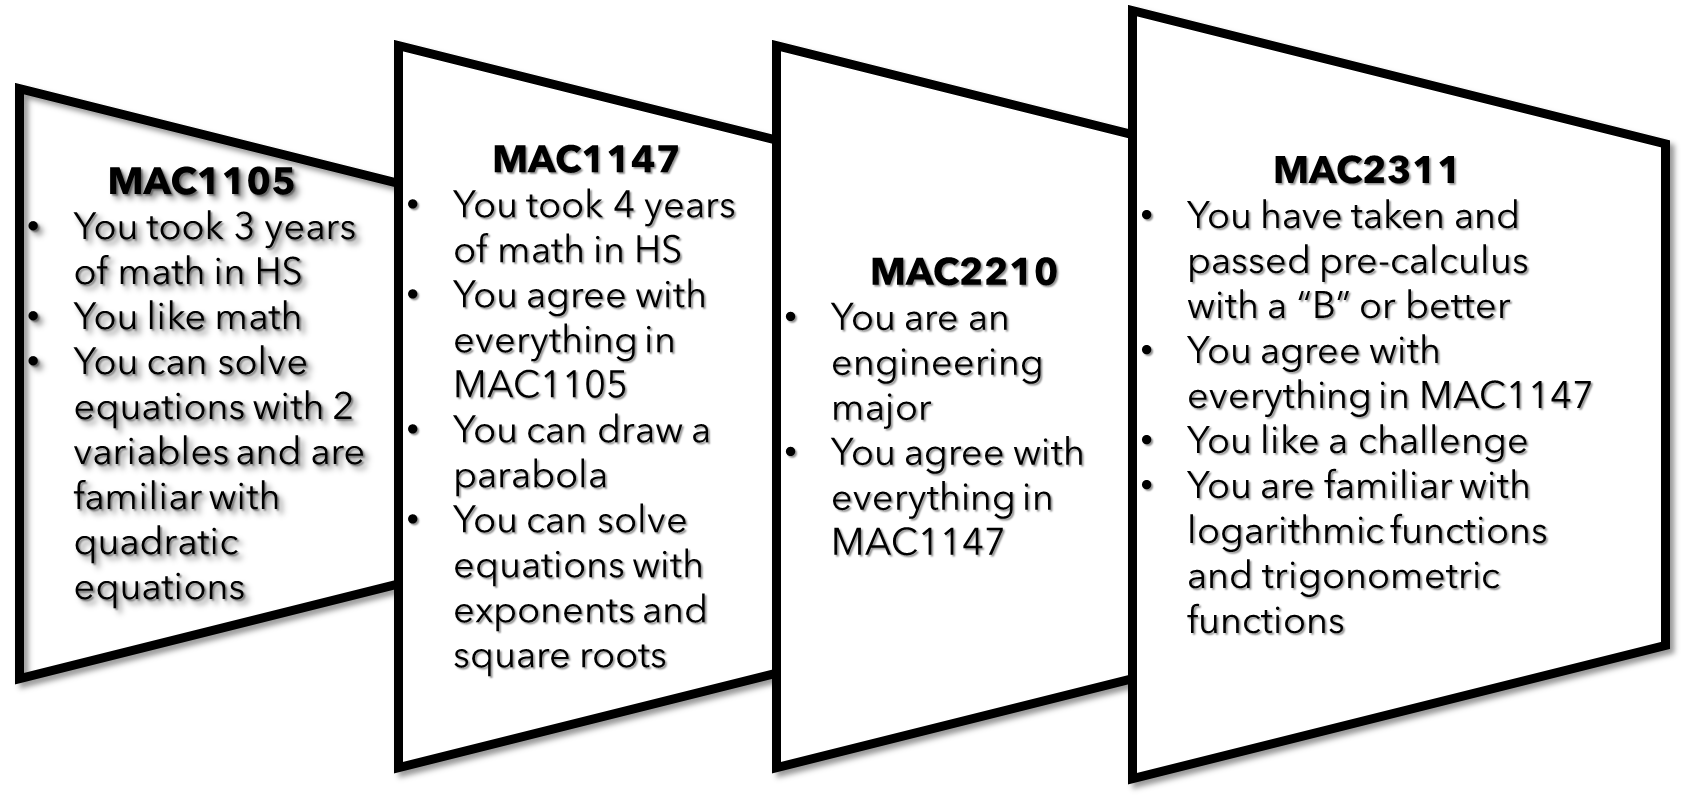 MAC1105
• You took 3 years
of math in HS
• You like math
• You can solve
equations with 2
variables and are
familiar with
quadratic
equations
MAC1147
• You took 4 years
of math in HS
• You agree with
everything in
MAC1105
• You can draw a
parabola
• You can solve
equations with
exponents and
square roots
MAC2210
• You are an
engineering
major
• You agree with
everything in
MAC1147
MAC2311
• You have taken and
passed pre-calculus
with a “B” or better
• You agree with
everything in MAC1147
• You like a challenge
• You are familiar with
logarithmic functions
and trigonometric
functions